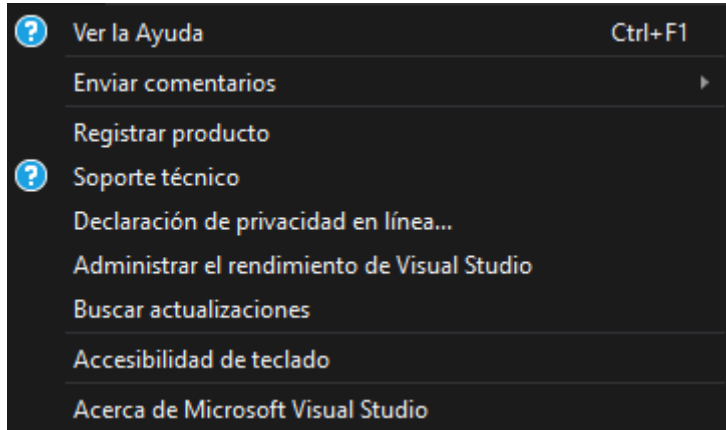 Ver la Ayuda Ctrl+F1
Enviar comentarios
Registrar producto
Soporte técnico
Declaración de privacidad en línea...
Administrar el rendimiento de Visual Studio
Buscar actualizaciones
Accesibilidad de teclado
Acerca de Microsoft Visual Studio